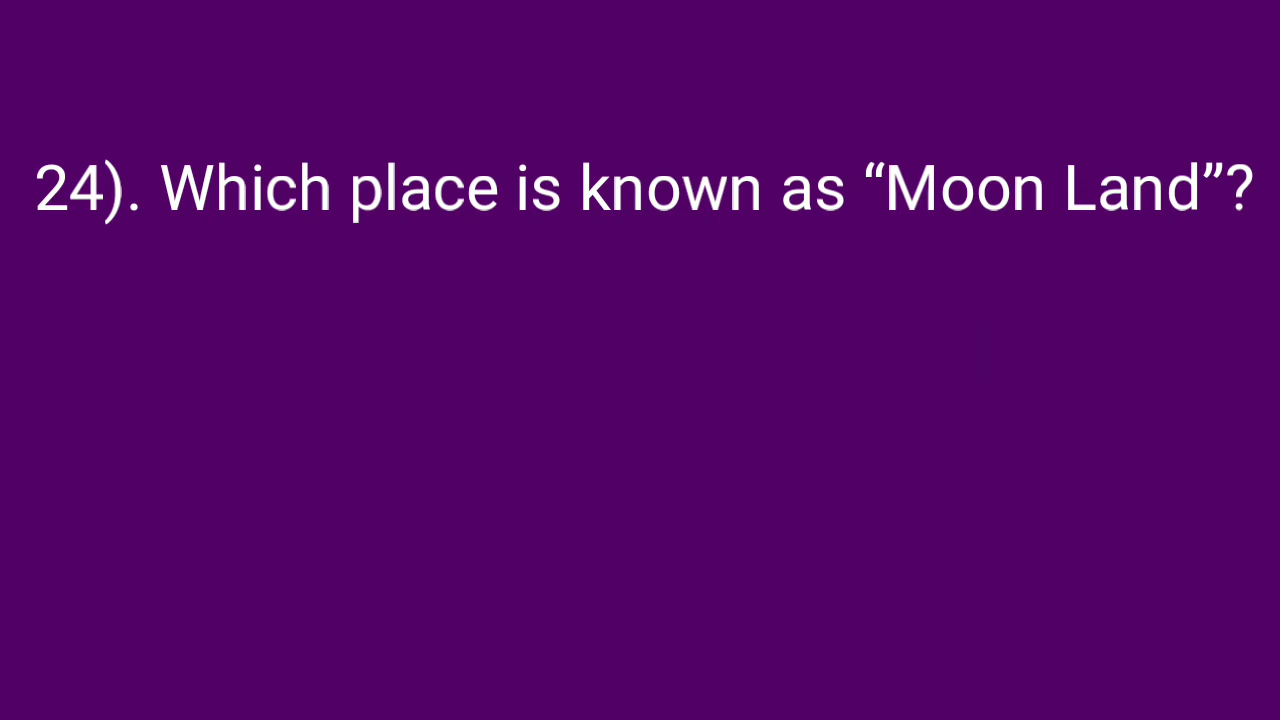 24). Which place is known as “Moon Land”?